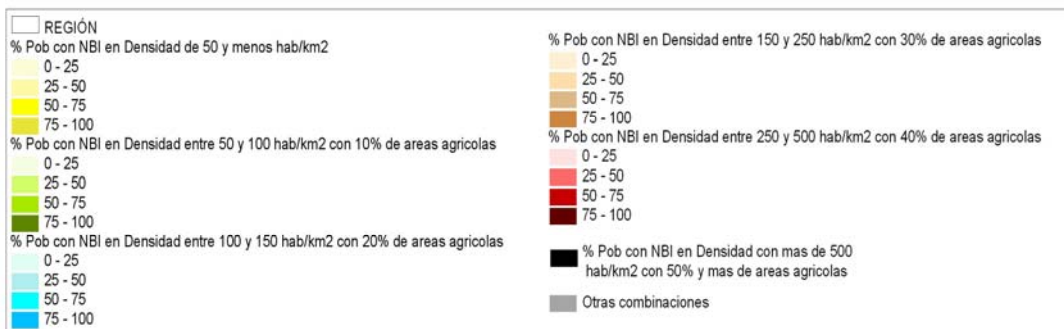 REGIÓN
% Pob con NBI en Densidad de 50 y menos hab/km2
0 - 25
25 - 50
50 - 75
75 - 100
% Pob con NBI en Densidad entre 50 y 100 hab/km2 con 10% de areas agricolas
0 - 25
25 - 50
50 - 75
75 - 100
% Pob con NBI en Densidad entre 100 y 150 hab/km2 con 20% de areas agricolas
0 - 25
25 - 50
50 - 75
75 - 100
% Pob con NBI en Densidad entre 150 y 250 hab/km2 con 30% de areas agricolas
0 - 25
25 - 50
50 - 75
75 - 100
% Pob con NBI en Densidad entre 250 y 500 hab/km2 con 40% de areas agricolas
0 - 25
25 - 50
50 - 75
75 - 100
% Pob con NBI en Densidad con mas de 500
hab/km2 con 50% y mas de areas agricolas
Otras combinaciones